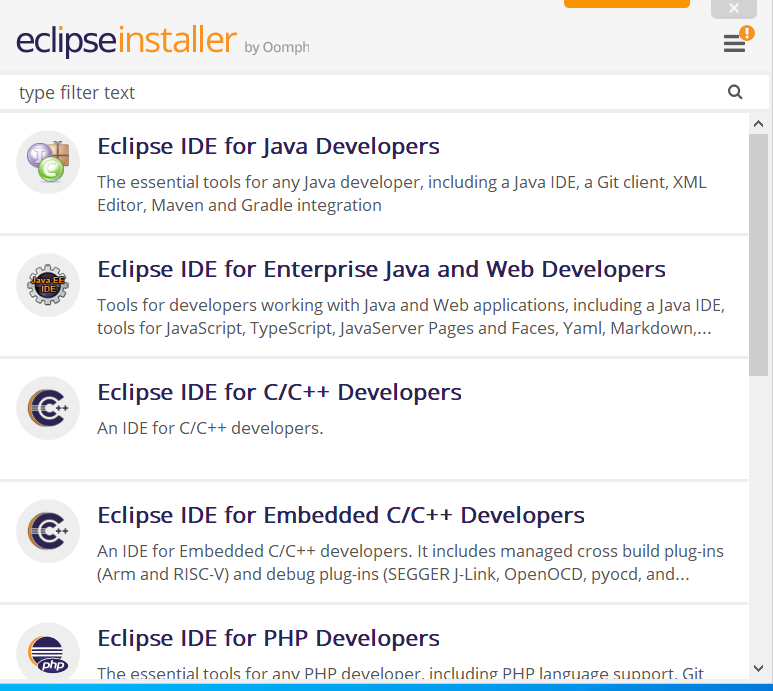 eclipseinstaller by Oomph
!
type filter text
Eclipse IDE for Java Developers
The essential tools for any Java developer, including a Java IDE, a Git client, XML
Editor, Maven and Gradle integration
Java EE
IDE
Eclipse IDE for Enterprise Java and Web Developers
Tools for developers working with Java and Web applications, including a Java IDE,
tools for JavaScript, TypeScript, JavaServer Pages and Faces, Yaml, Markdown,...
C++
Eclipse IDE for C/C++ Developers
An IDE for C/C++ developers.
C++
Eclipse IDE for Embedded C/C++ Developers
An IDE for Embedded C/C++ developers. It includes managed cross build plug-ins
(Arm and RISC-V) and debug plug-ins (SEGGER J-Link, OpenOCD, pyocd, and...
php
Eclipse IDE for PHP Developers
The essential tools for any PHP developer, including PHP language support, Git